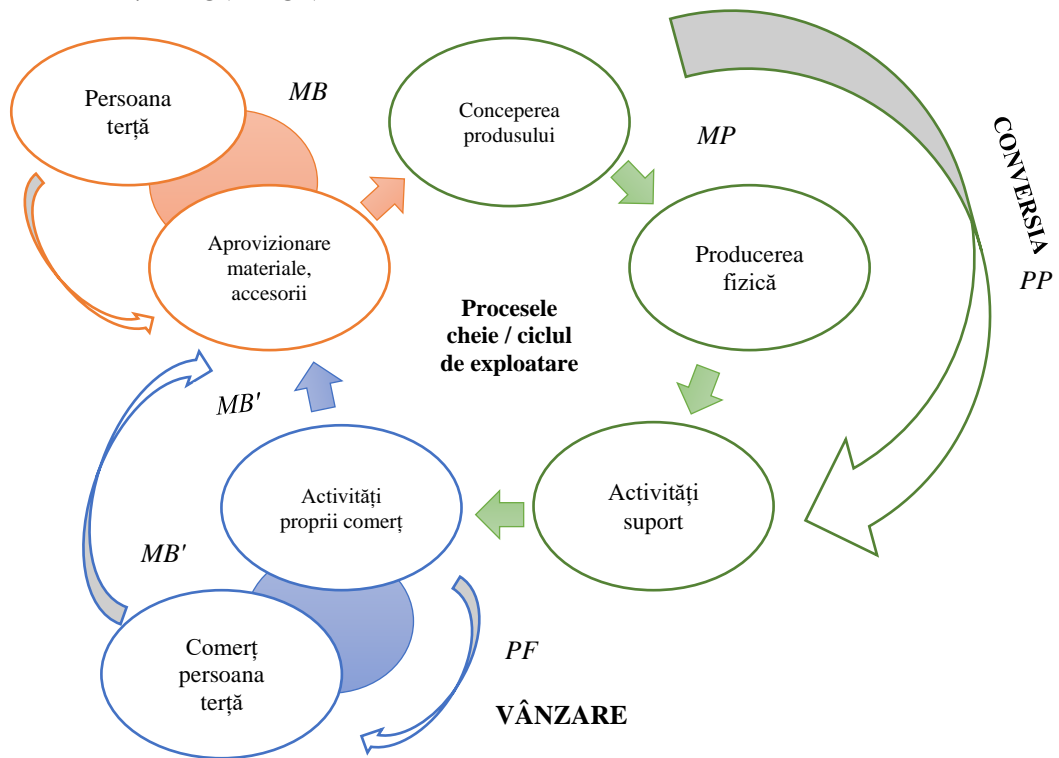 Persoana
terță
MB
Conceperea
produsului
MP
CONVERSIA
PP
Aprovizionare
materiale,
accesorii
Producerea
fizică
Procesele
cheie / ciclul
de exploatare
MB'
Activități
proprii comerț
Activități
suport
MB'
Comerț
persoana
terță
PF
VÂNZARE